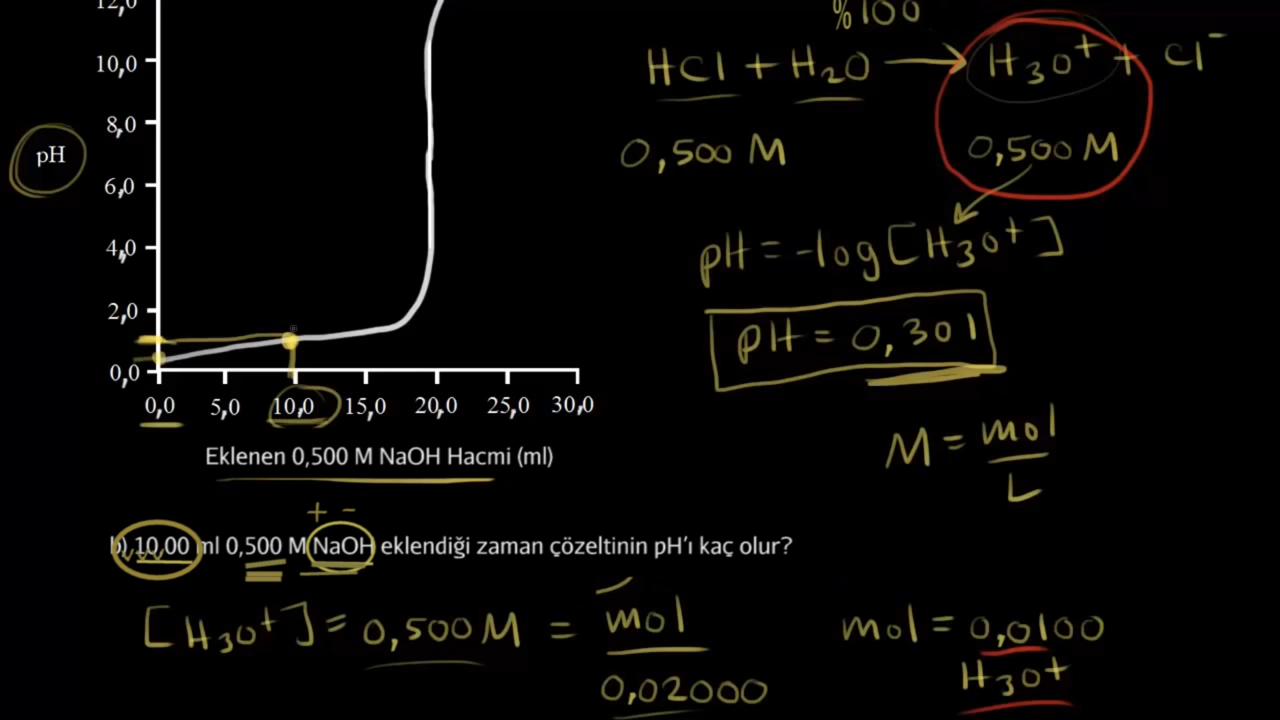 12,0
10,0
8,0
pH
6,0
4,0
2,0
0,0
0,0 5,0 10,0 15,0 20,0 25,0 30,0
Eklenen 0,500 M NaOH Hacmi (ml)
%100
HCl + H₂O → H₃O⁺ + Cl⁻
0,500 M 0,500 M
pH = -log [H₃O⁺]
pH = 0,301
M = mol
L
+ -
b) 10,00 ml 0,500 M NaOH eklendiği zaman çözeltinin pH'ı kaç olur?
[H₃O⁺] = 0,500 M = mol
0,02000
mol = 0,0100
H₃O⁺